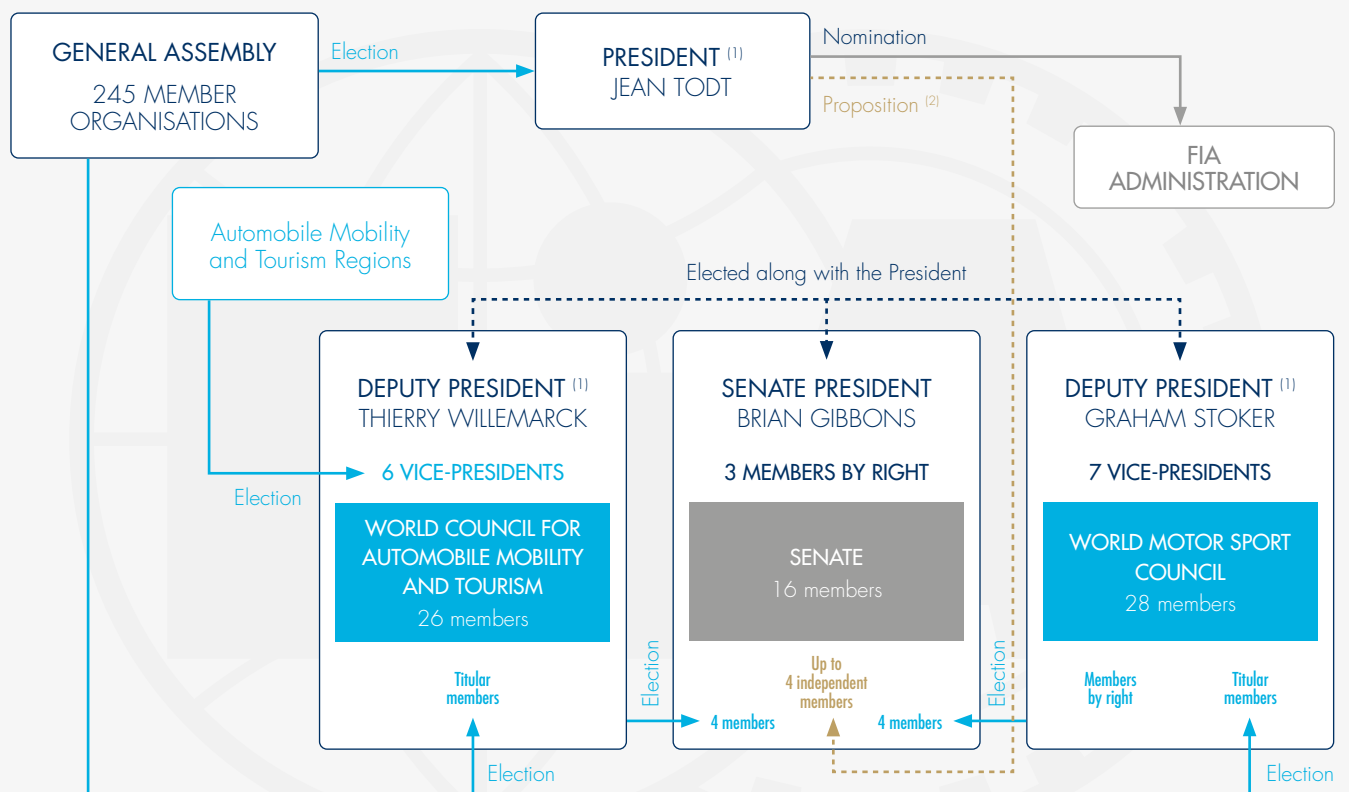 GENERAL ASSEMBLY
245 MEMBER
ORGANISATIONS
Election
PRESIDENT (1)
JEAN TODT
Nomination
Proposition (2)
FIA
ADMINISTRATION
Automobile Mobility
and Tourism Regions
Elected along with the President
DEPUTY PRESIDENT (1)
THIERRY WILLEMARCK
6 VICE-PRESIDENTS
Election
WORLD COUNCIL FOR
AUTOMOBILE MOBILITY
AND TOURISM
26 members
Titular
members
Election
SENATE PRESIDENT
BRIAN GIBBONS
3 MEMBERS BY RIGHT
SENATE
16 members
Up to
4 independent
members
Election
4 members
4 members
Election
DEPUTY PRESIDENT (1)
GRAHAM STOKER
7 VICE-PRESIDENTS
WORLD MOTOR SPORT
COUNCIL
28 members
Members
by right
Titular
members
Election